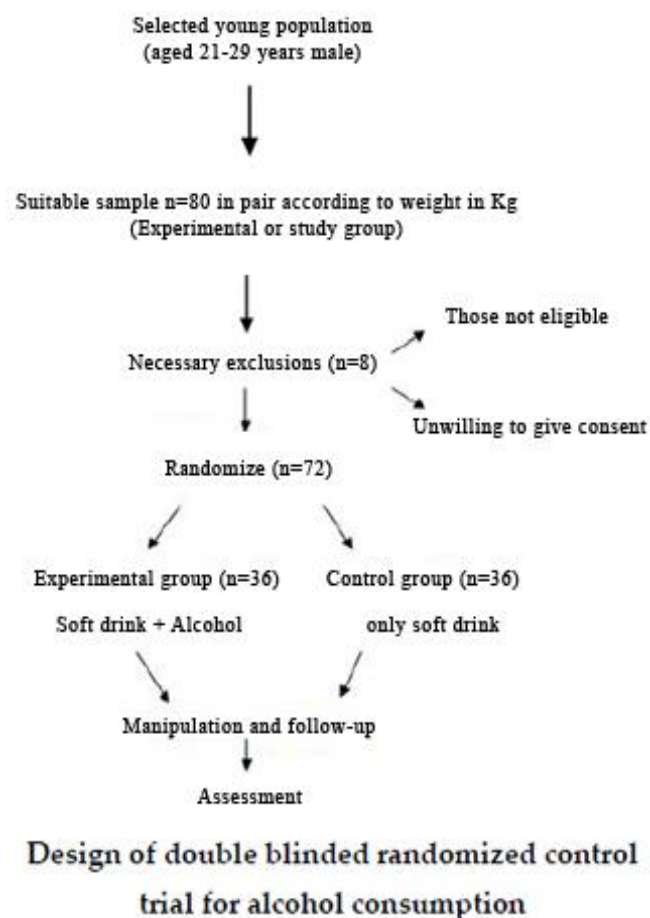 Selected young population
(aged 21-29 years male)
Suitable sample n=80 in pair according to weight in Kg
(Experimental or study group)
Those not eligible
Necessary exclusions (n=8)
Unwilling to give consent
Randomize (n=72)
Experimental group (n=36)
Control group (n=36)
Soft drink + Alcohol
only soft drink
Manipulation and follow-up
Assessment
Design of double blinded randomized control
trial for alcohol consumption